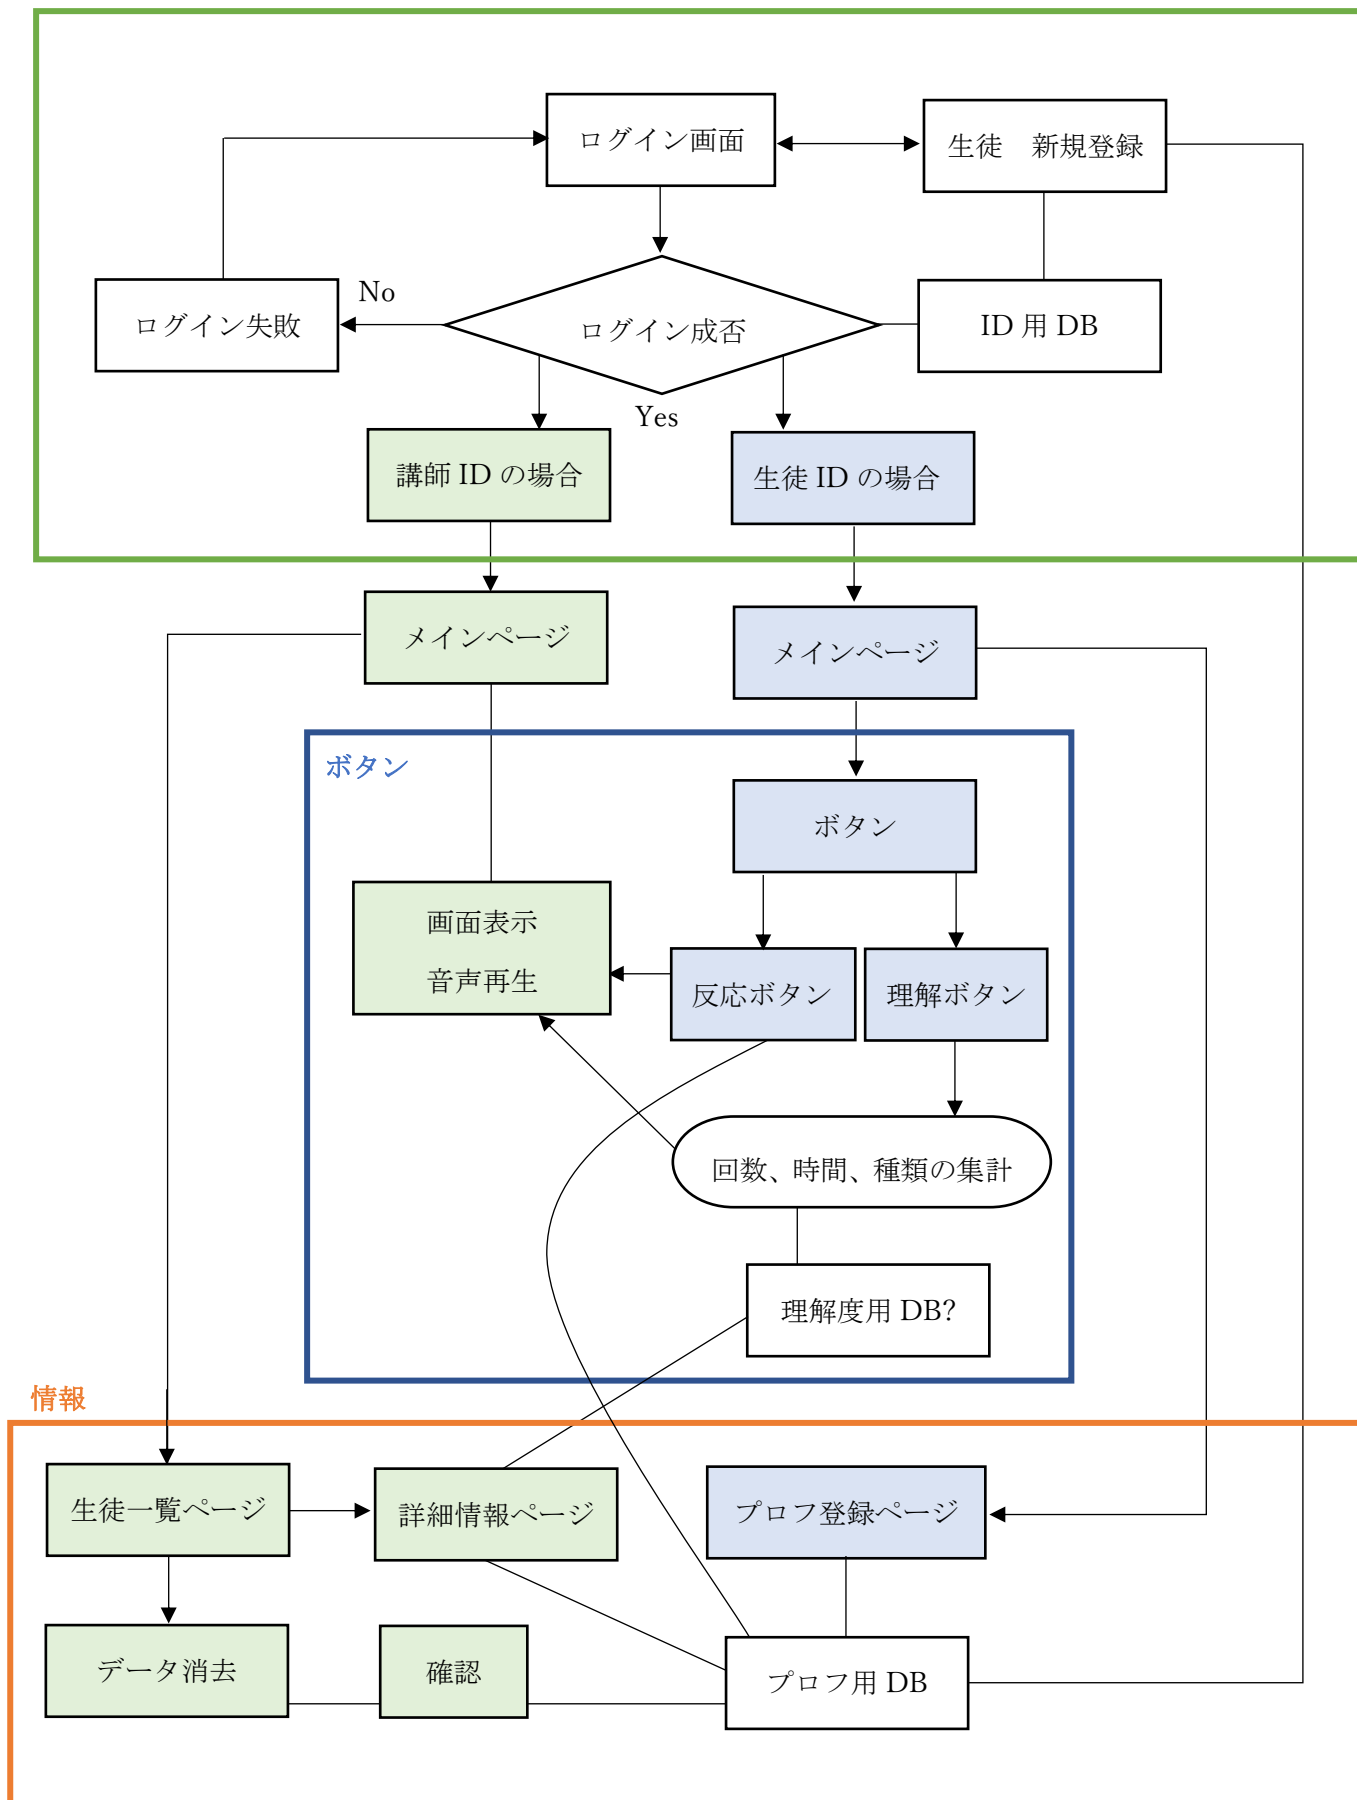 ログイン画面
生徒　新規登録
No
ログイン失敗
ログイン成否
ID 用 DB
Yes
講師 ID の場合
生徒 ID の場合
メインページ
メインページ
ボタン
ボタン
画面表示
音声再生
反応ボタン
理解ボタン
回数、時間、種類の集計
理解度用 DB?
情報
生徒一覧ページ
詳細情報ページ
プロフ登録ページ
データ消去
確認
プロフ用 DB